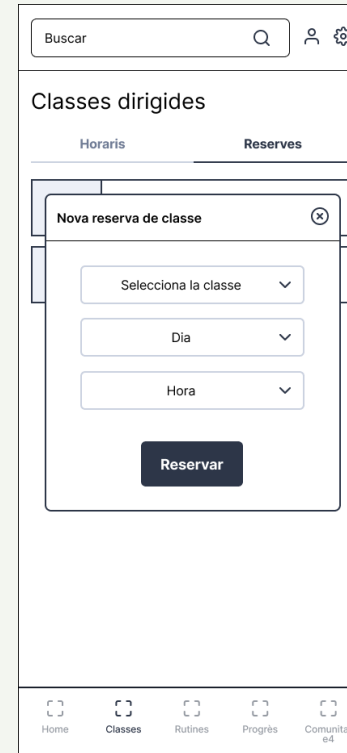 Buscar
Classes dirigides
Horaris
Reserves
Nova reserva de classe
Selecciona la classe
Dia
Hora
Reservar
Home
Classes
Rutines
Progrès
Comunita
e4